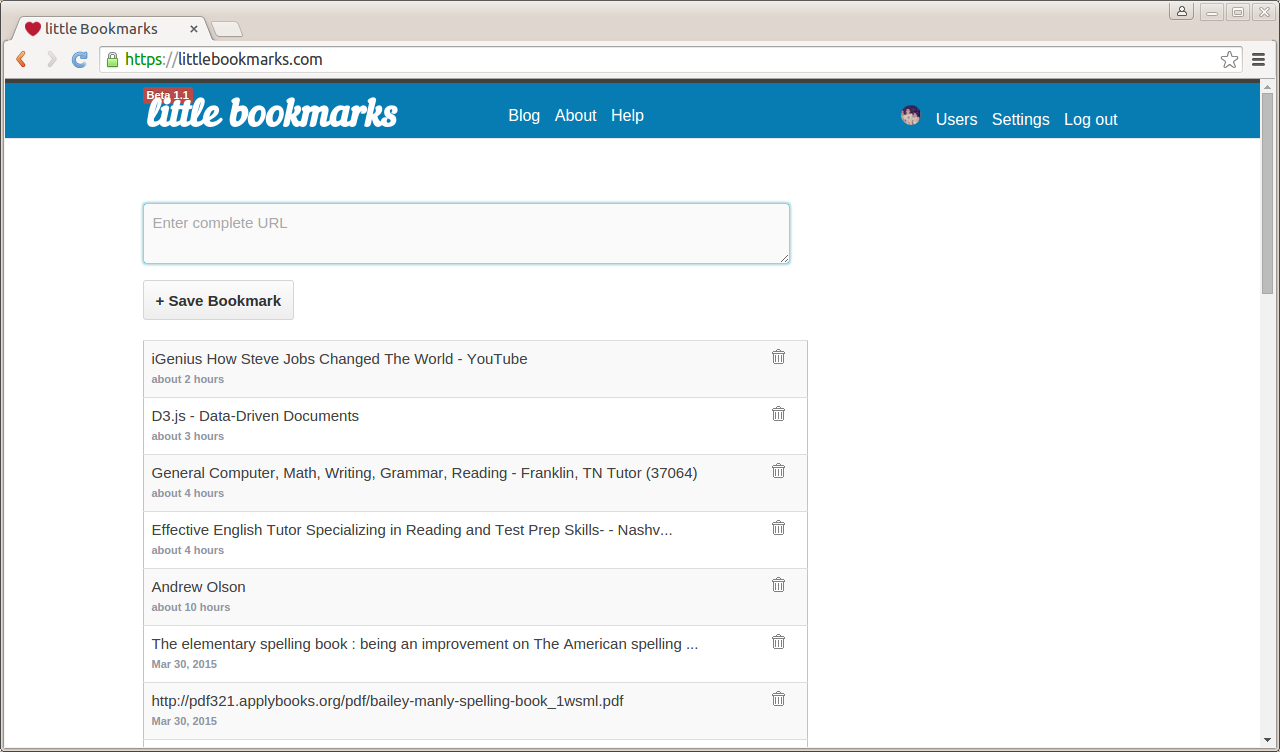 little Bookmarks
https://littlebookmarks.com
Beta 1.1
little bookmarks
Blog About Help
Users Settings Log out
Enter complete URL
+ Save Bookmark
iGenius How Steve Jobs Changed The World - YouTube
about 2 hours
D3.js - Data-Driven Documents
about 3 hours
General Computer, Math, Writing, Grammar, Reading - Franklin, TN Tutor (37064)
about 4 hours
Effective English Tutor Specializing in Reading and Test Prep Skills- - Nashv...
about 4 hours
Andrew Olson
about 10 hours
The elementary spelling book : being an improvement on The American spelling ...
Mar 30, 2015
http://pdf321.applybooks.org/pdf/bailey-manly-spelling-book_1wsml.pdf
Mar 30, 2015